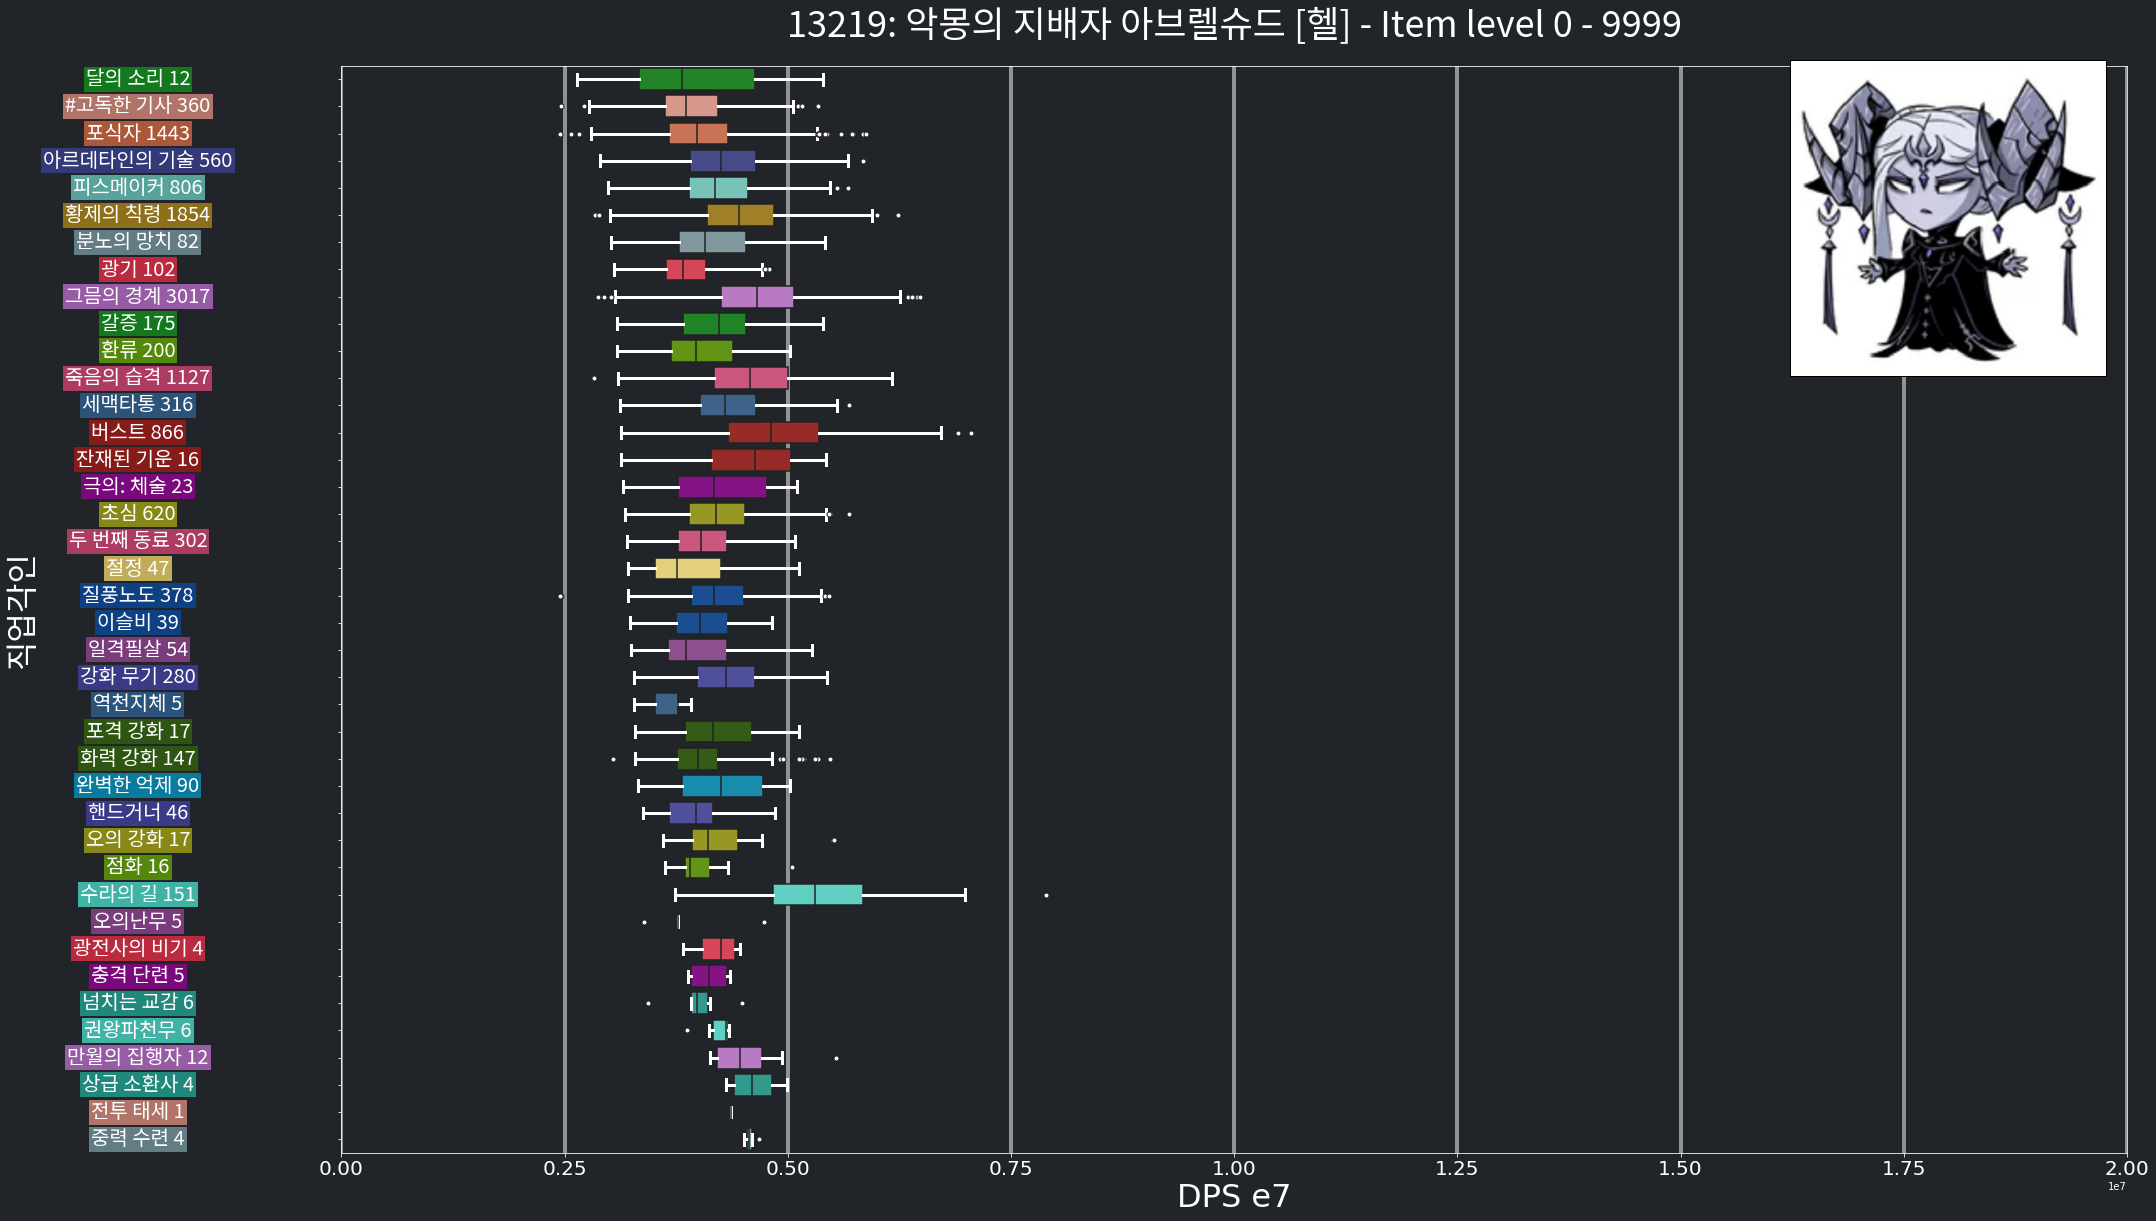 13219: 악몽의 지배자 아브렐슈드 [헬] - Item level 0 - 9999
직업각인
달의 소리 12
#고독한 기사 360
포식자 1443
아르데타인의 기술 560
피스메이커 806
황제의 칙령 1854
분노의 망치 82
광기 102
그믐의 경계 3017
갈증 175
환류 200
죽음의 습격 1127
세맥타통 316
버스트 866
잔재된 기운 16
극의: 체술 23
초심 620
두 번째 동료 302
절정 47
질풍노도 378
이슬비 39
일격필살 54
강화 무기 280
역천지체 5
포격 강화 17
화력 강화 147
완벽한 억제 90
핸드거너 46
오의 강화 17
점화 16
수라의 길 151
오의난무 5
광전사의 비기 4
충격 단련 5
넘치는 교감 6
권왕파천무 6
만월의 집행자 12
상급 소환사 4
전투 태세 1
중력 수련 4
0.00 0.25 0.50 0.75 1.00 1.25 1.50 1.75 2.00
1e7
DPS e7